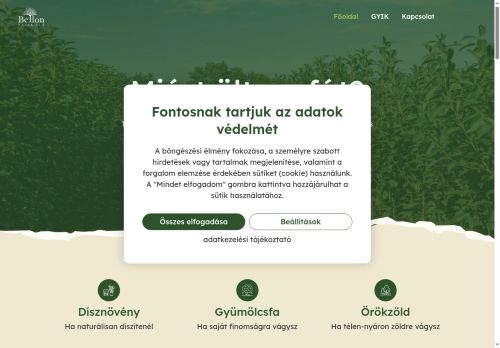 Bellon
Főoldal
GYIK
Kapcsolat
Fontosnak tartjuk az adatok
védelmét
A böngészési élmény fokozása, a személyre szabott
hirdetések vagy tartalmak megjelenítése, valamint a
forgalom elemzése érdekében sütiket (cookie) használunk.
A "Mindet elfogadom" gombra kattintva hozzájárulhat a
sütik használatához.
Összes elfogadása
Beállítások
adatkezelési tájékoztató
Dísznövény
Ha naturálisan díszítenél
Gyümölcsfa
Ha saját finomságra vágysz
Örökzöld
Ha télen-nyáron zöldre vágysz